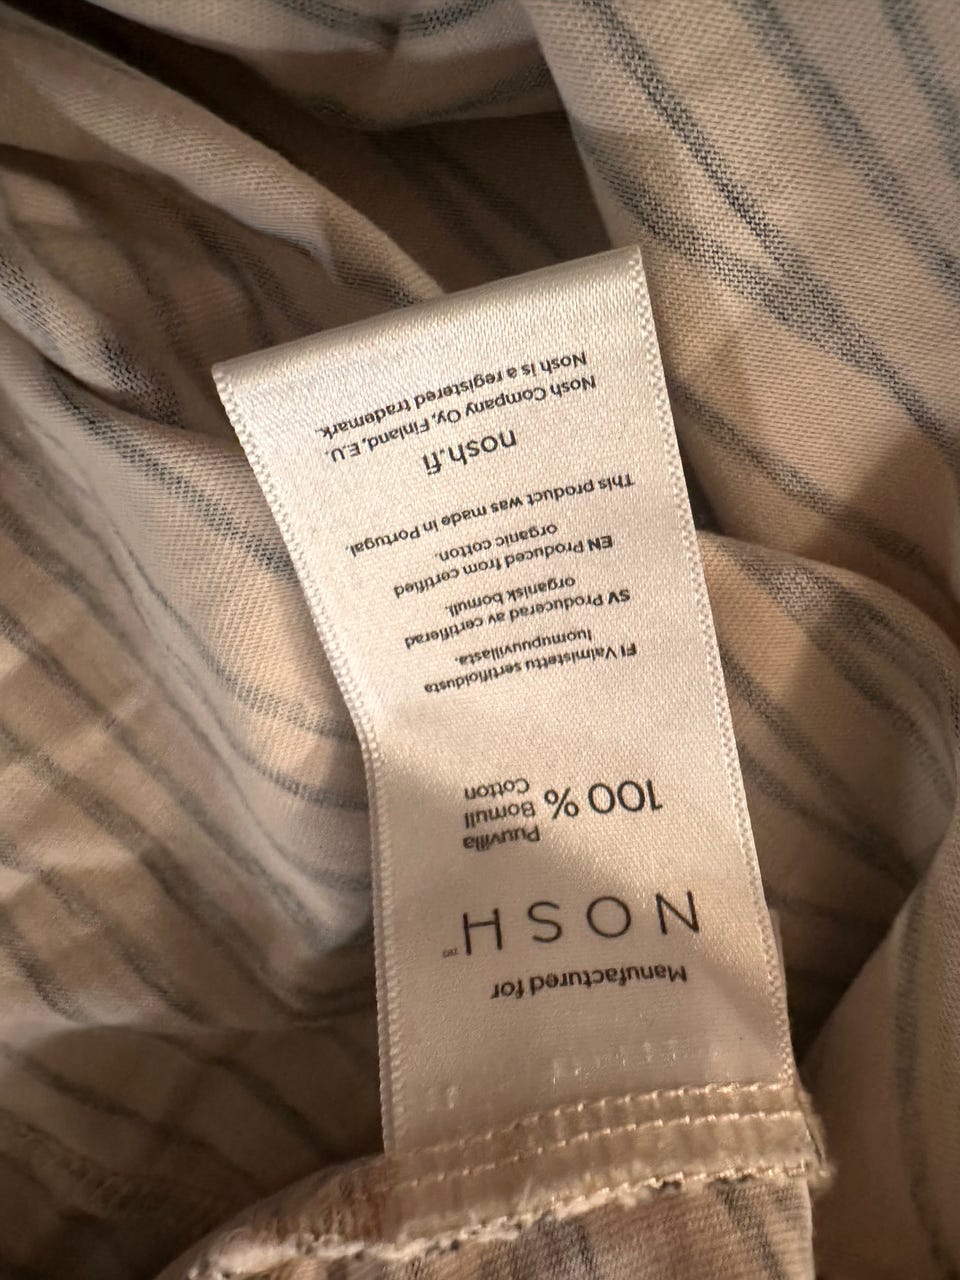 Manufactured for
NOSH™
100 % Puuvilla
Bomull
Cotton
FI Valmistettu sertifioidusta
luomupuuvillasta.
SV Producerad av certifierad
organisk bomull.
EN Produced from certified
organic cotton.
This product was made in Portugal.
nosh.fi
Nosh Company Oy, Finland, E.U.
Nosh is a registered trademark.